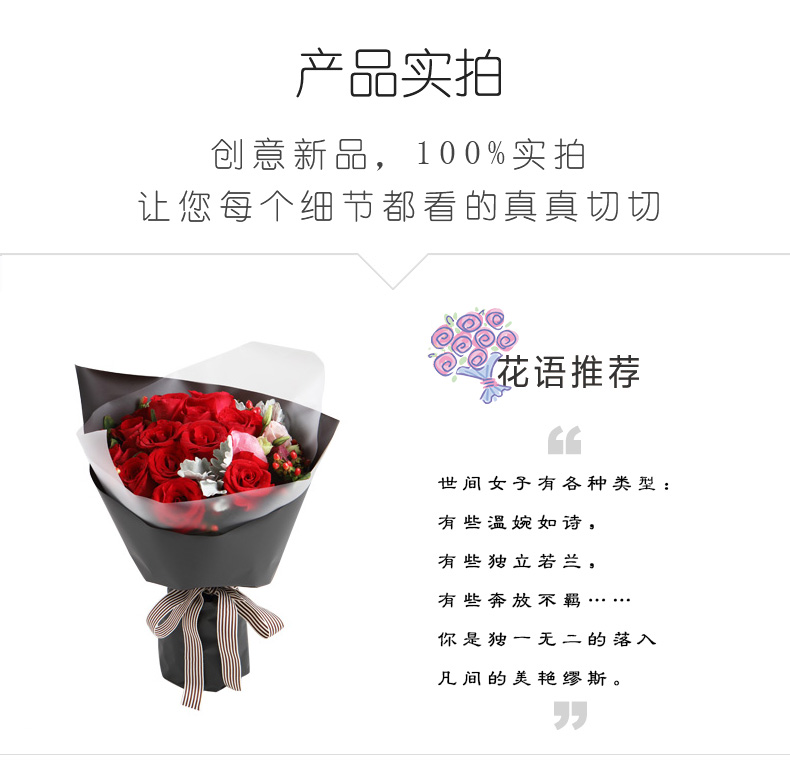 产品实拍
创意新品，100%实拍
让您每个细节都看的真真切切
花语推荐
“
世间女子有各种类型：
有些温婉如诗，
有些独立若兰，
有些奔放不羁……
你是独一无二的落入
凡间的美艳缪斯。
”